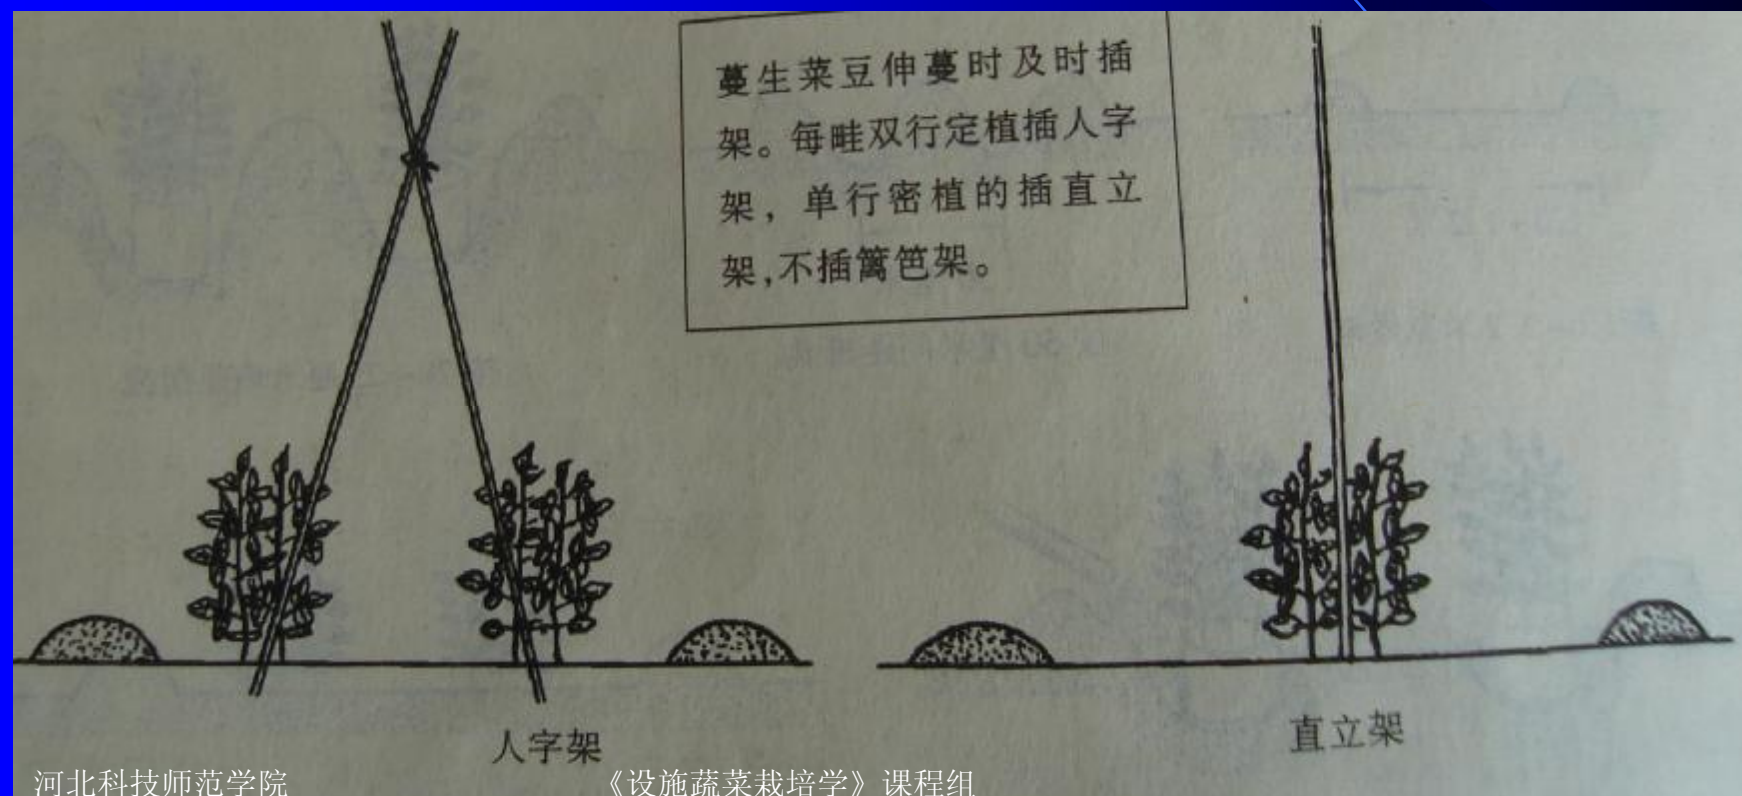 蔓生菜豆伸蔓时及时插
架。每畦双行定植插人字
架，单行密植的插直立
架，不插篱笆架。
人字架
直立架
河北科技师范学院
《设施蔬菜栽培学》课程组